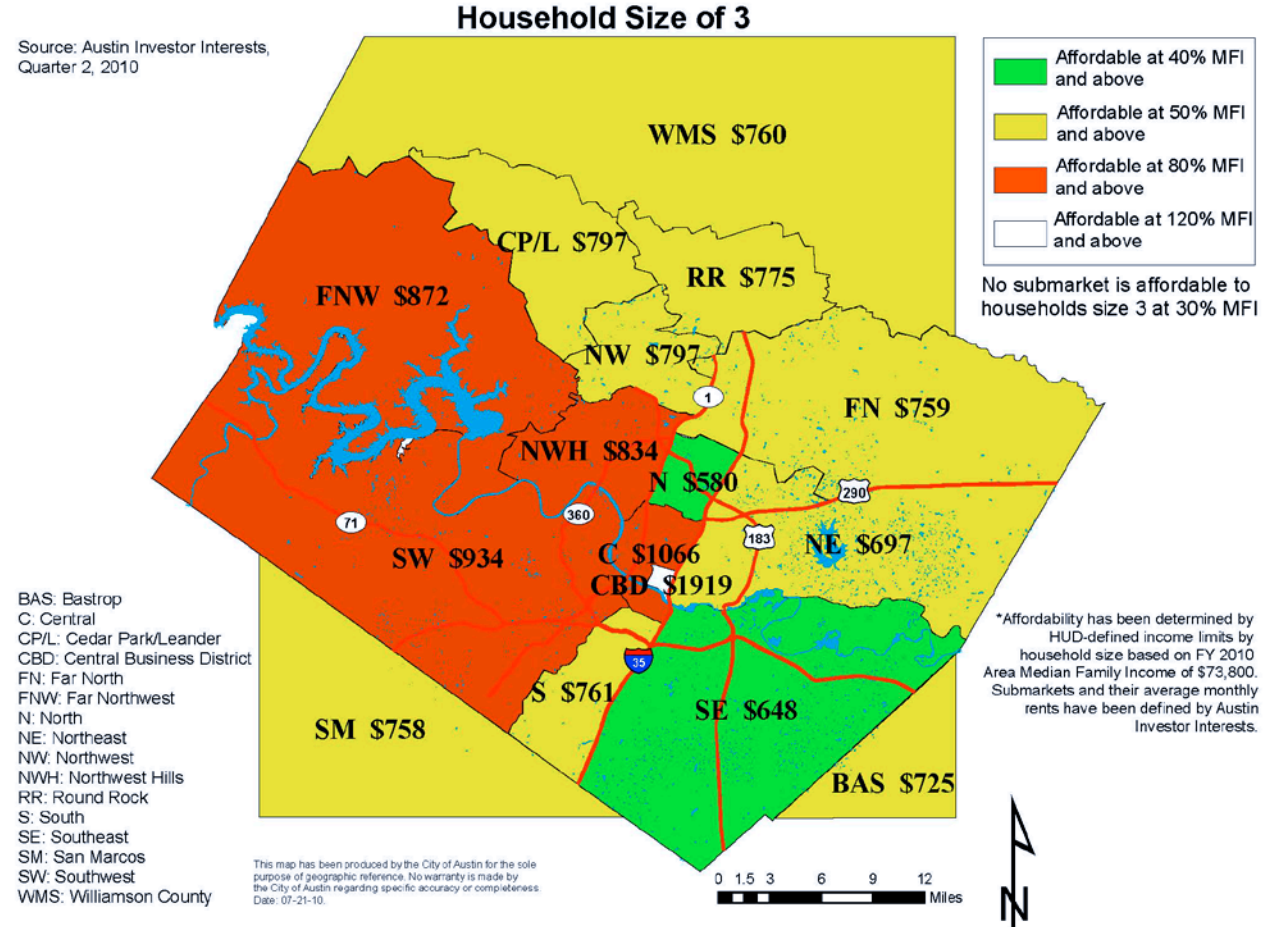 Household Size of 3
Source: Austin Investor Interests,
Quarter 2, 2010
Affordable at 40% MFI
and above
Affordable at 50% MFI
and above
Affordable at 80% MFI
and above
Affordable at 120% MFI
and above
No submarket is affordable to
households size 3 at 30% MFI
WMS $760
CP/L $797
RR $775
FNW $872
NW $797
1
FN $759
NWH $834
N $580
290
360
71
183
NE $697
C $1066
SW $934
CBD $1919
35
S $761
SE $648
SM $758
BAS $725
BAS: Bastrop
C: Central
CP/L: Cedar Park/Leander
CBD: Central Business District
FN: Far North
FNW: Far Northwest
N: North
NE: Northeast
NW: Northwest
NWH: Northwest Hills
RR: Round Rock
S: South
SE: Southeast
SM: San Marcos
SW: Southwest
WMS: Williamson County
*Affordability has been determined by
HUD-defined income limits by
household size based on FY 2010
Area Median Family Income of $73,800.
Submarkets and their average monthly
rents have been defined by Austin
Investor Interests.
This map has been produced by the City of Austin for the sole
purpose of geographic reference. No warranty is made by
the City of Austin regarding specific accuracy or completeness.
Date: 07-21-10.
0 1.5 3 6 9 12
Miles
N